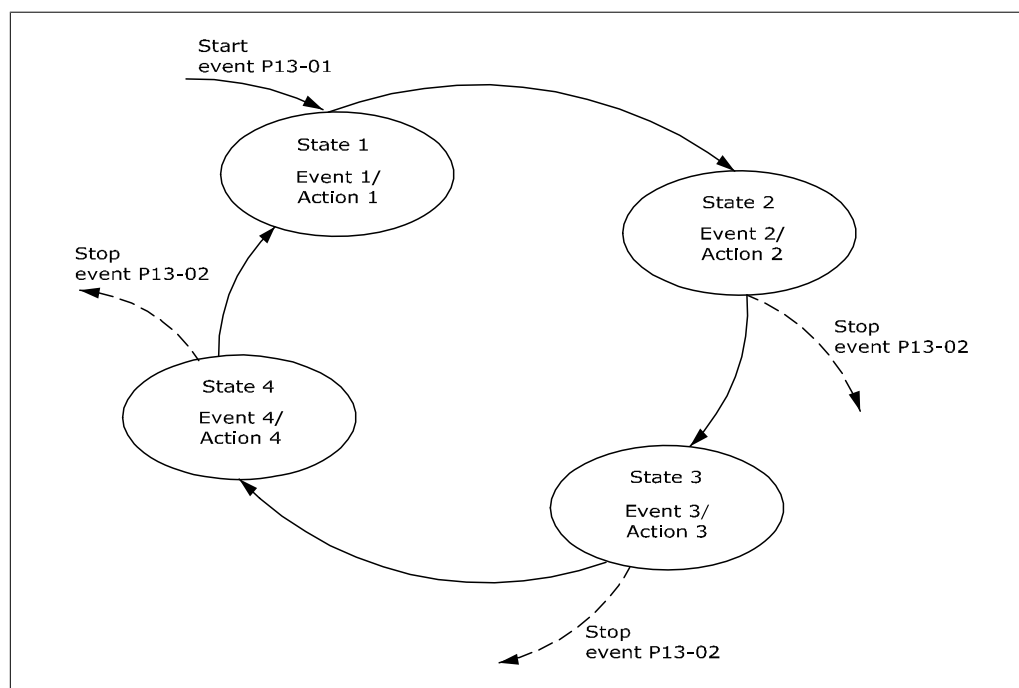 Start
event P13-01
State 1
Event 1/
Action 1
State 2
Event 2/
Action 2
Stop
event P13-02
Stop
event P13-02
State 4
Event 4/
Action 4
State 3
Event 3/
Action 3
Stop
event P13-02